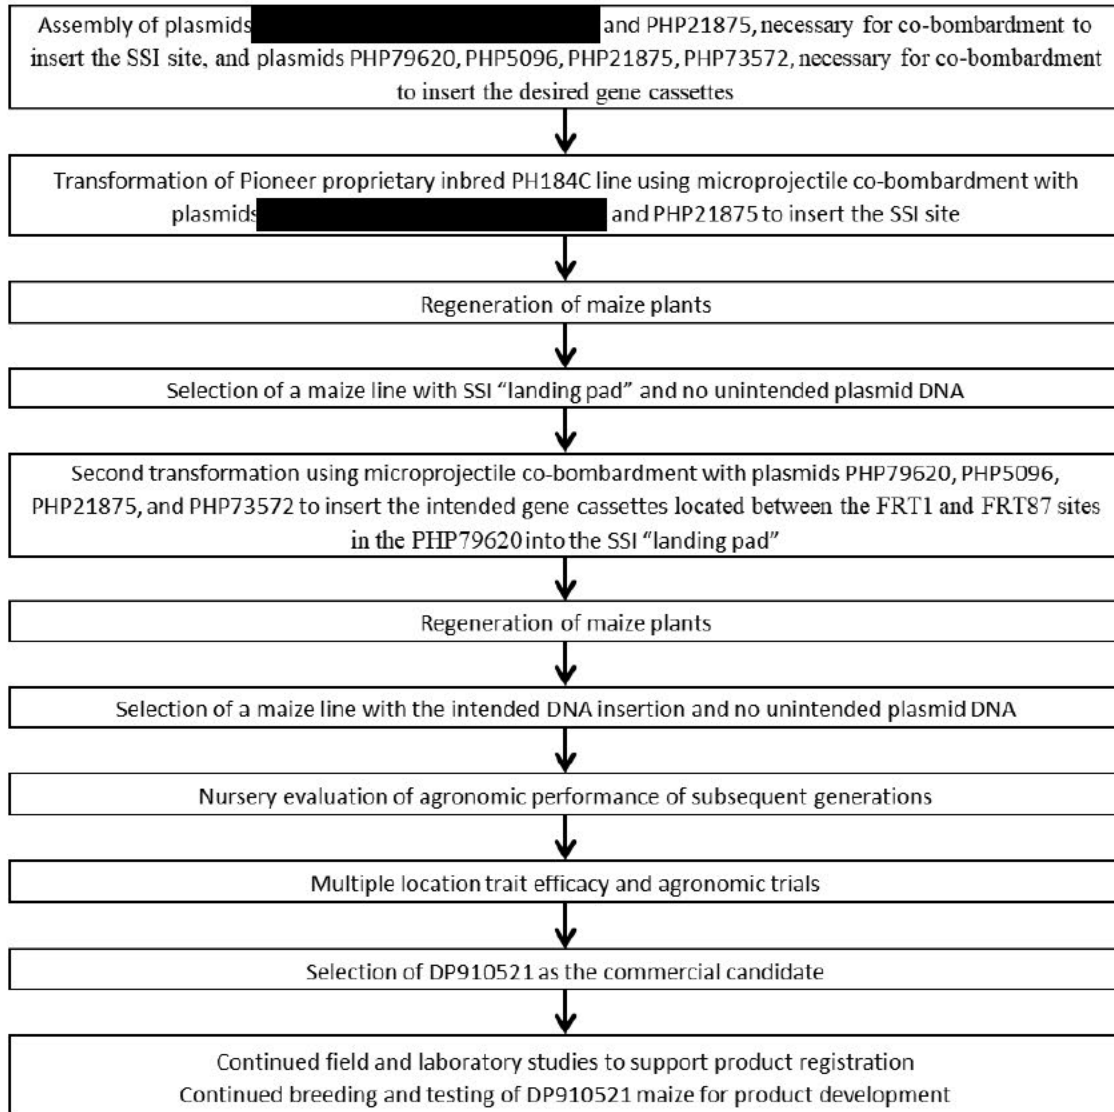 Assembly of plasmids and PHP21875, necessary for co-bombardment to
insert the SSI site, and plasmids PHP79620, PHP5096, PHP21875, PHP73572, necessary for co-bombardment
to insert the desired gene cassettes
Transformation of Pioneer proprietary inbred PH184C line using microprojectile co-bombardment with
plasmids and PHP21875 to insert the SSI site
Regeneration of maize plants
Selection of a maize line with SSI “landing pad” and no unintended plasmid DNA
Second transformation using microprojectile co-bombardment with plasmids PHP79620, PHP5096,
PHP21875, and PHP73572 to insert the intended gene cassettes located between the FRT1 and FRT87 sites
in the PHP79620 into the SSI “landing pad”
Regeneration of maize plants
Selection of a maize line with the intended DNA insertion and no unintended plasmid DNA
Nursery evaluation of agronomic performance of subsequent generations
Multiple location trait efficacy and agronomic trials
Selection of DP910521 as the commercial candidate
Continued field and laboratory studies to support product registration
Continued breeding and testing of DP910521 maize for product development